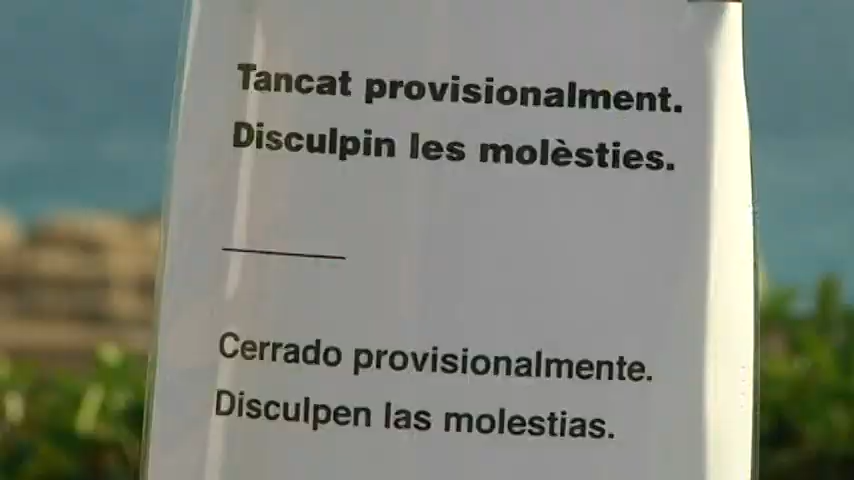 Tancat provisionalment.
Disculpin les molèsties.
Cerrado provisionalmente.
Disculpen las molestias.